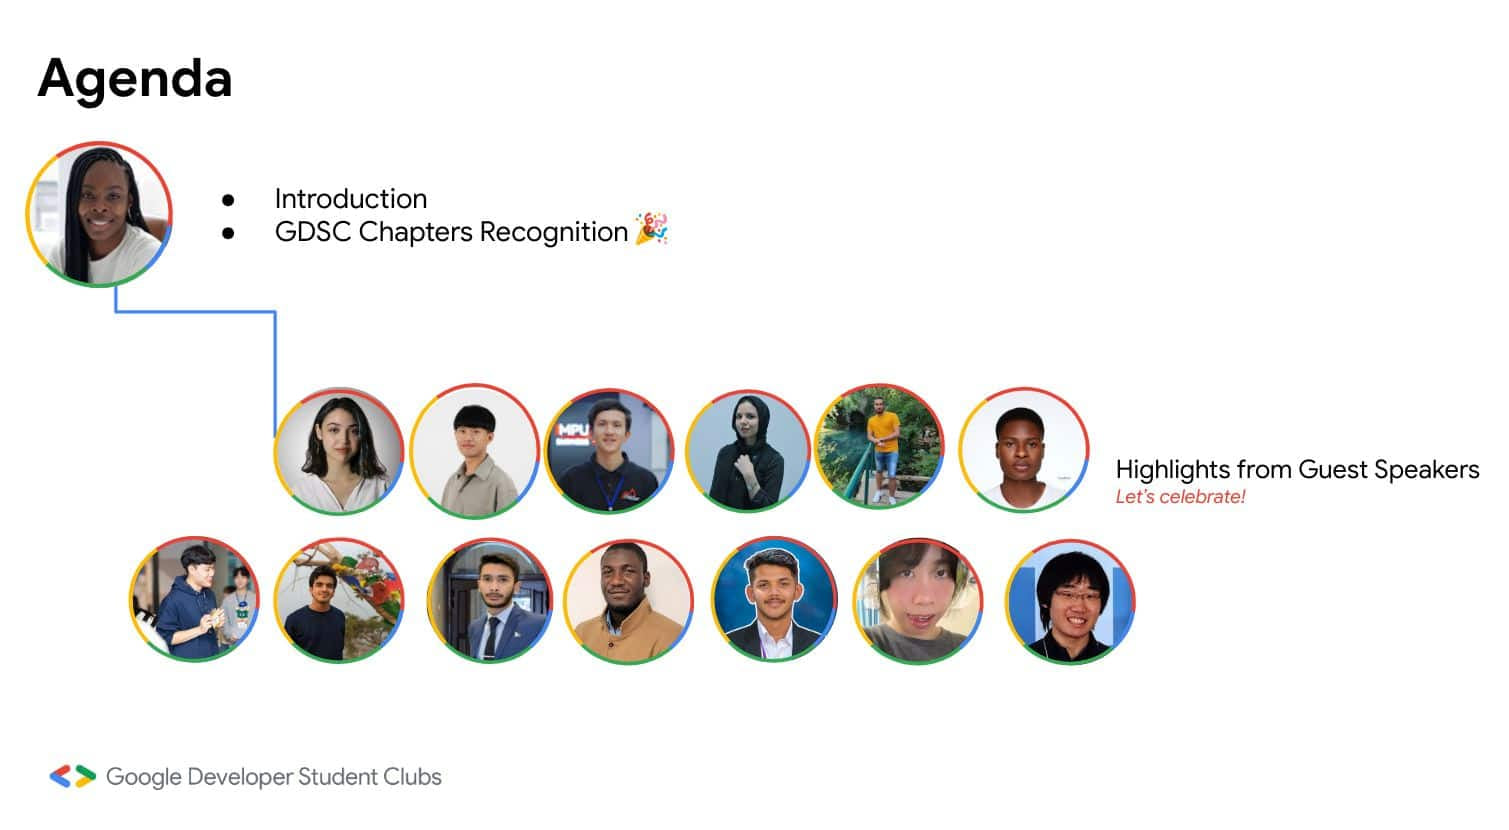 Agenda
Introduction
GDSC Chapters Recognition
MPU
Highlights from Guest Speakers
Let's celebrate!
Google Developer Student Clubs